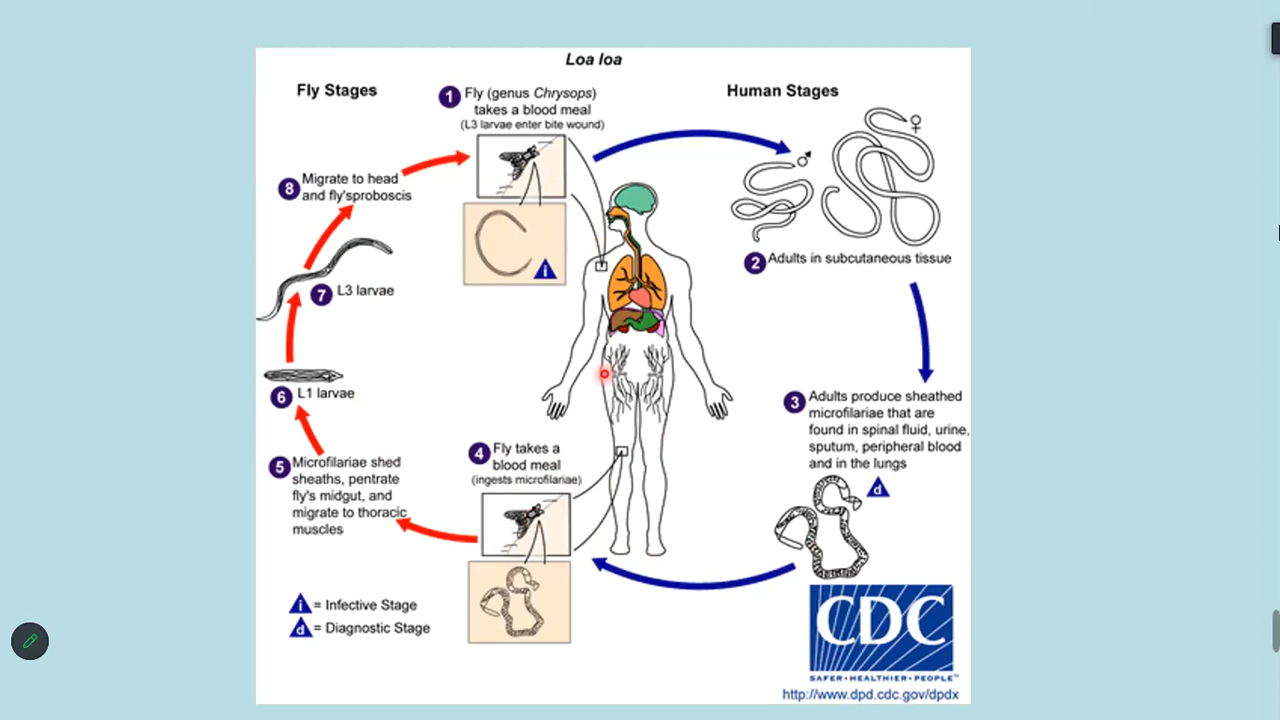 Loa loa
Fly Stages
Human Stages
1
Fly (genus Chrysops)
takes a blood meal
(L3 larvae enter bite wound)
i
♂
♀
2
Adults in subcutaneous tissue
3
Adults produce sheathed
microfilariae that are
found in spinal fluid, urine,
sputum, peripheral blood
and in the lungs
d
4
Fly takes a
blood meal
(ingests microfilariae)
5
Microfilariae shed
sheaths, pentrate
fly's midgut, and
migrate to thoracic
muscles
6
L1 larvae
7
L3 larvae
8
Migrate to head
and fly'sproboscis
i = Infective Stage
d = Diagnostic Stage
CDC
SAFER•HEALTHIER•PEOPLE™
http://www.dpd.cdc.gov/dpdx